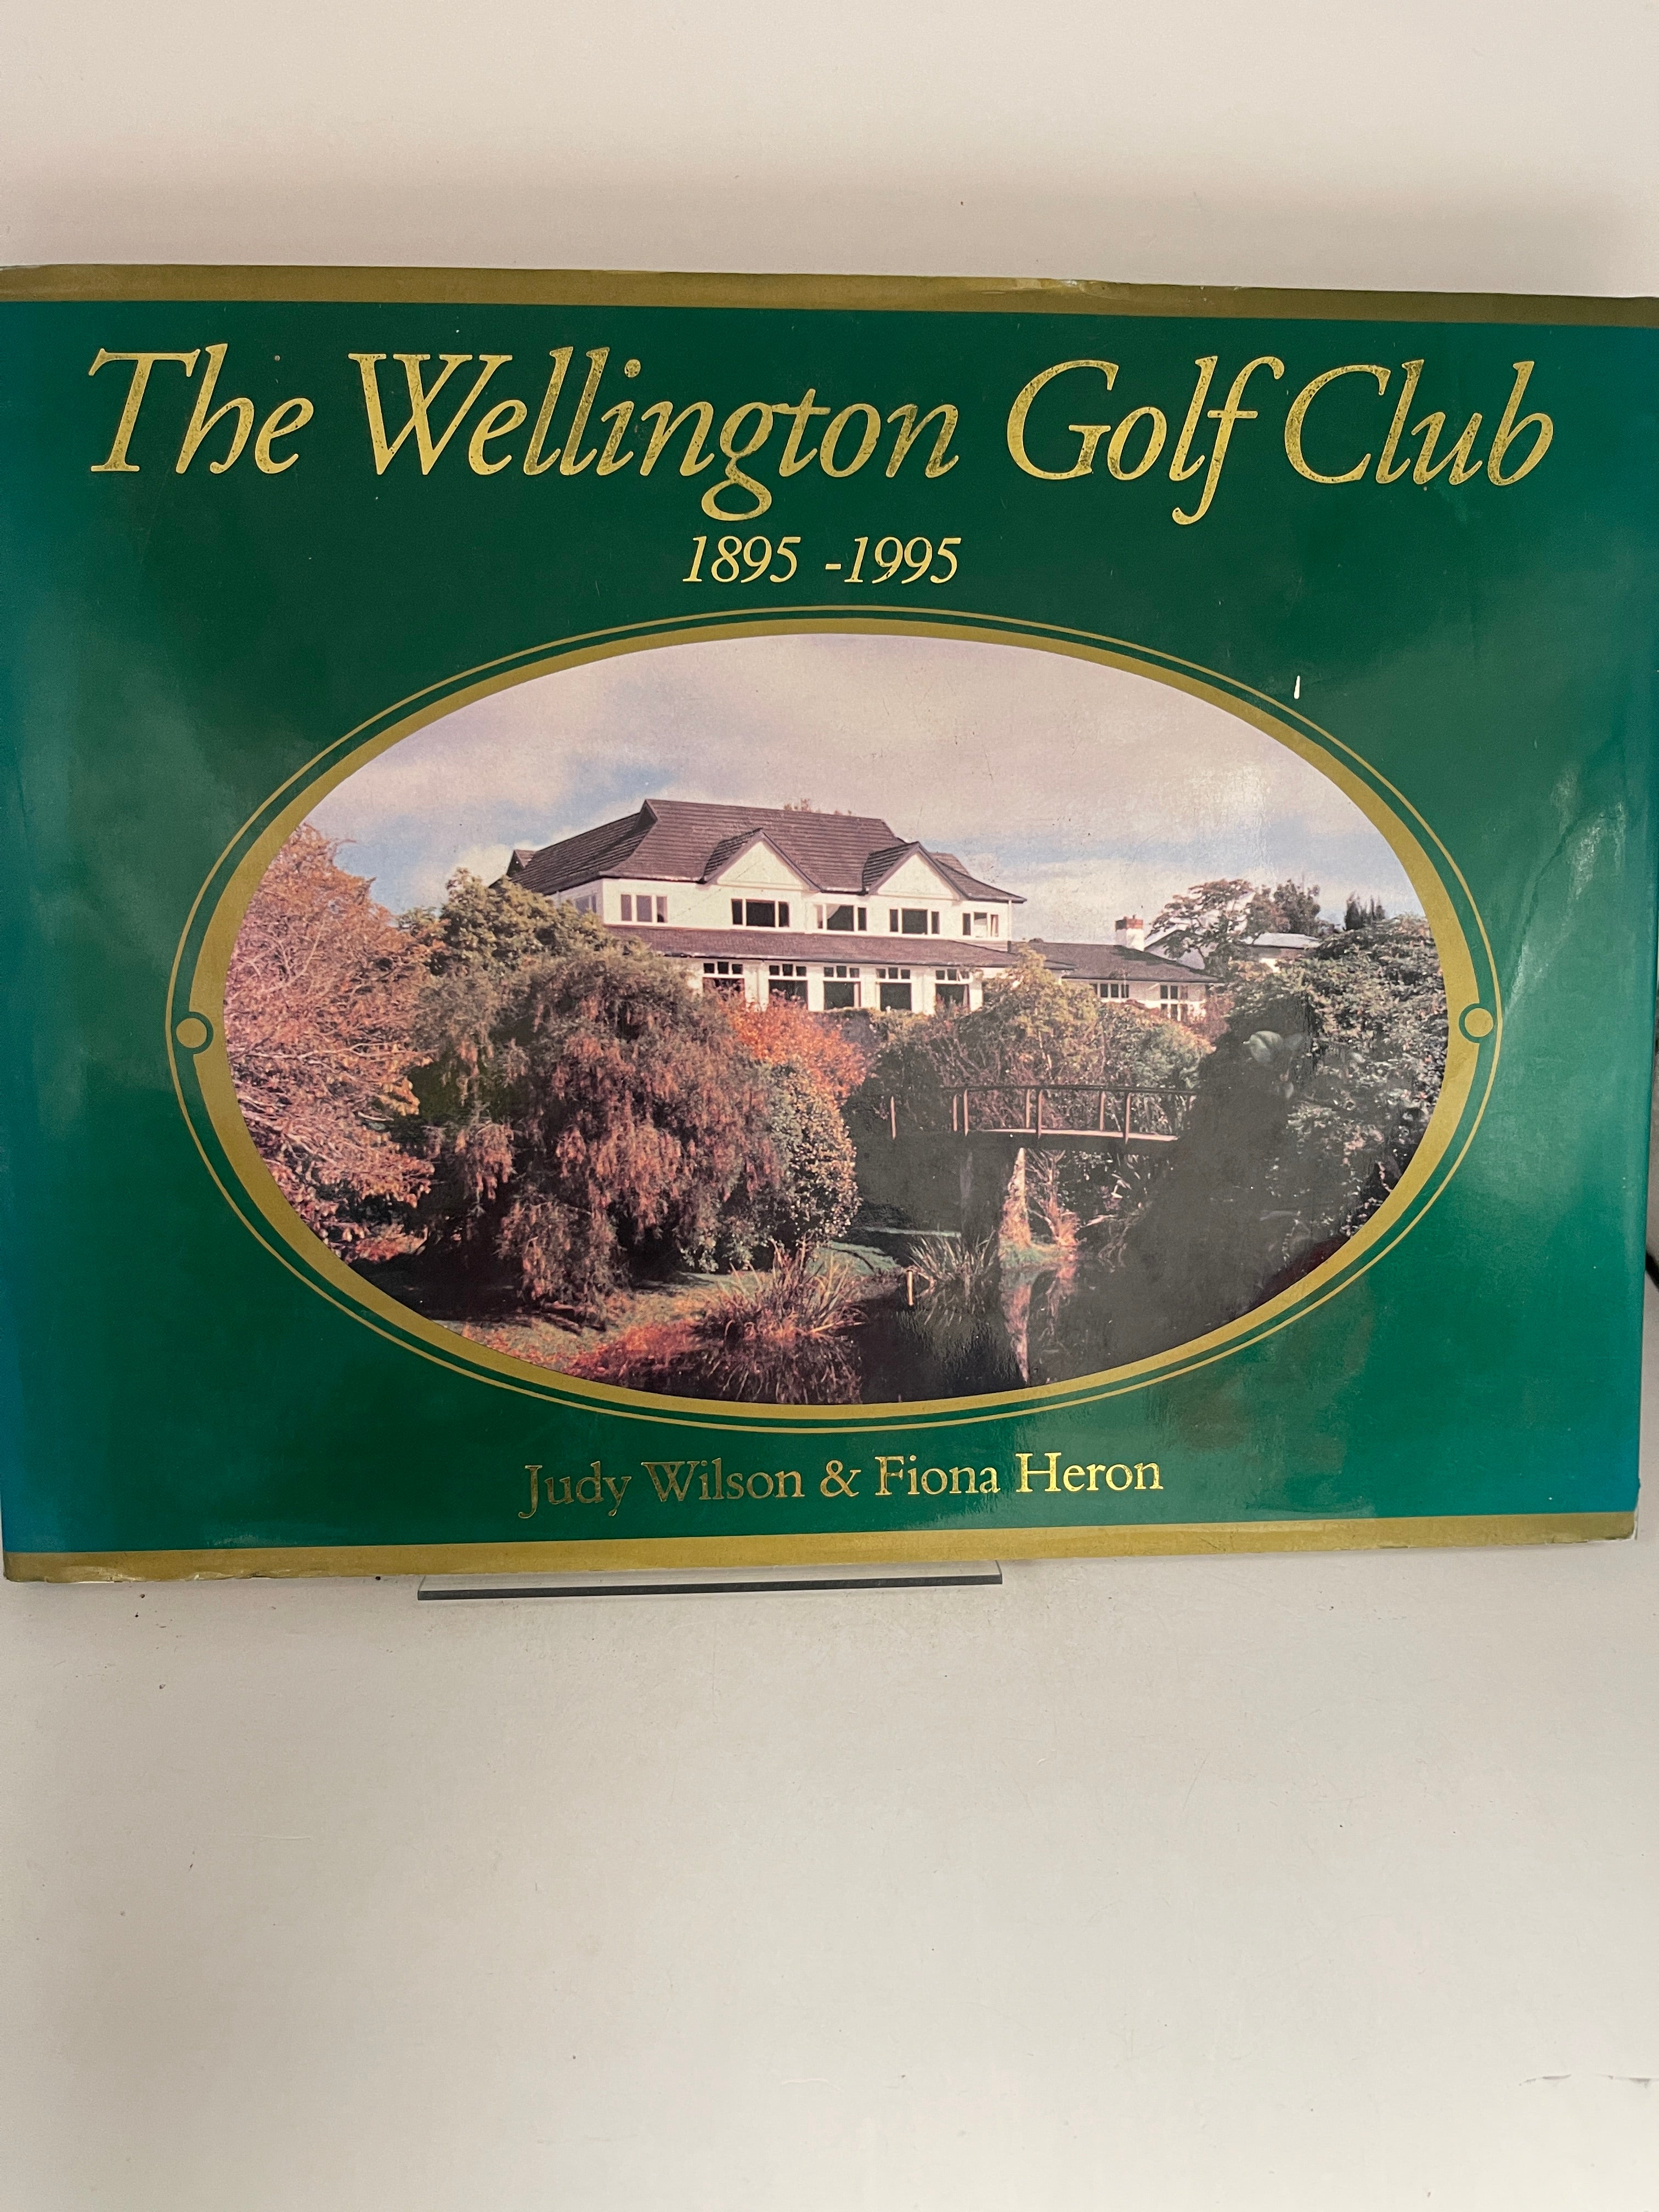 The Wellington Golf Club
1895 -1995
Judy Wilson & Fiona Heron